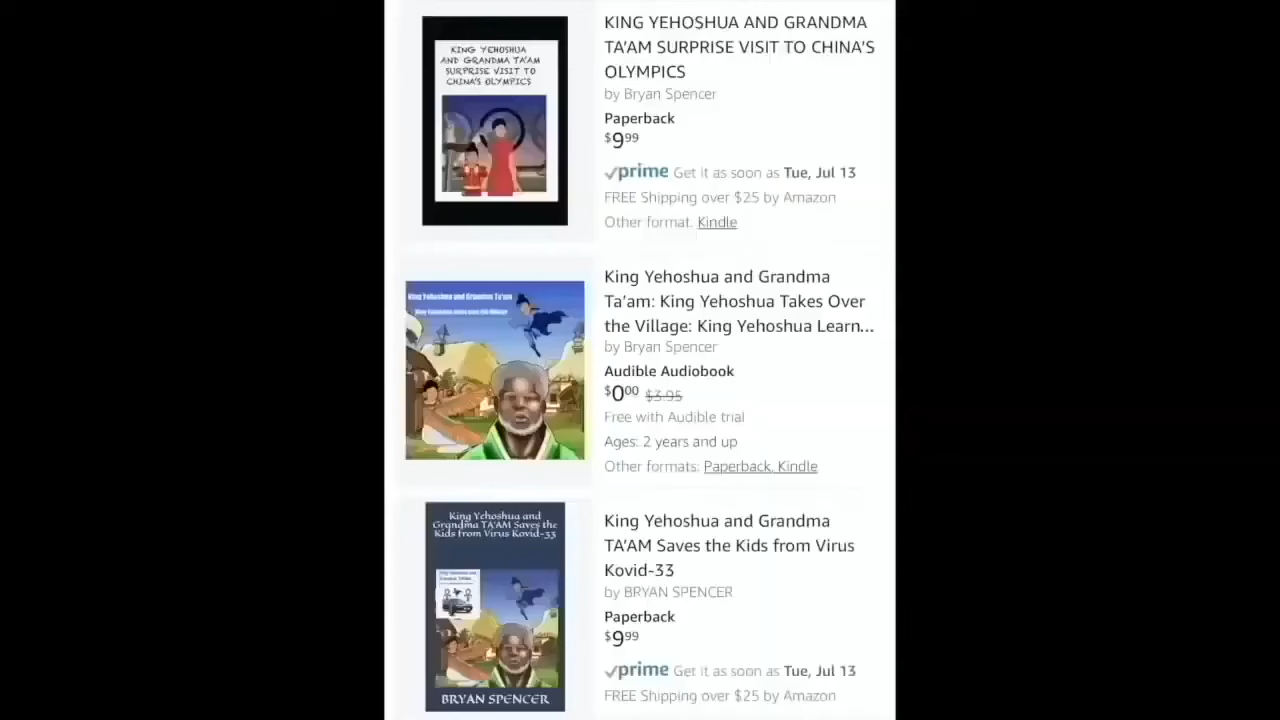 KING YEHOSHUA
AND GRANDMA TA'AM
SURPRISE VISIT TO
CHINA'S OLYMPICS
KING YEHOSHUA AND GRANDMA
TA'AM SURPRISE VISIT TO CHINA'S
OLYMPICS
by Bryan Spencer
Paperback
$9.99
prime Get it as soon as Tue, Jul 13
FREE Shipping over $25 by Amazon
Other format. Kindle
King Yehoshua and Grandma Ta'am
King Yehoshua and Grandma
Ta'am: King Yehoshua Takes Over
the Village: King Yehoshua Learn...
by Bryan Spencer
Audible Audiobook
$0.00 $3.95
Free with Audible trial
Ages: 2 years and up
Other formats: Paperback, Kindle
King Yehoshua and
Grandma TA'AM Saves the
Kids from Virus Kovid-33
BRYAN SPENCER
King Yehoshua and Grandma
TA'AM Saves the Kids from Virus
Kovid-33
by BRYAN SPENCER
Paperback
$9.99
prime Get it as soon as Tue, Jul 13
FREE Shipping over $25 by Amazon